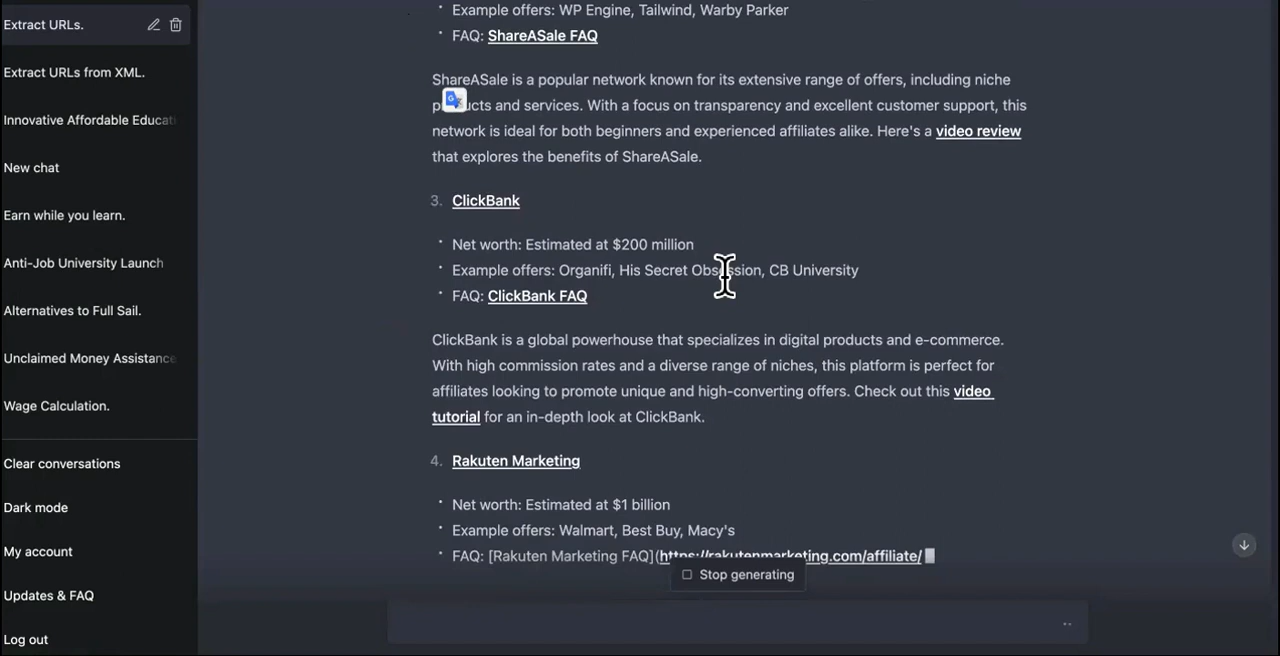 Extract URLs.
Extract URLs from XML.
Innovative Affordable Educati
New chat
Earn while you learn.
Anti-Job University Launch
Alternatives to Full Sail.
Unclaimed Money Assistance
Wage Calculation.
Clear conversations
Dark mode
My account
Updates & FAQ
Log out
· Example offers: WP Engine, Tailwind, Warby Parker
· FAQ: ShareASale FAQ
ShareASale is a popular network known for its extensive range of offers, including niche
products and services. With a focus on transparency and excellent customer support, this
network is ideal for both beginners and experienced affiliates alike. Here's a video review
that explores the benefits of ShareASale.
3. ClickBank
· Net worth: Estimated at $200 million
· Example offers: Organifi, His Secret Obsession, CB University
· FAQ: ClickBank FAQ
ClickBank is a global powerhouse that specializes in digital products and e-commerce.
With high commission rates and a diverse range of niches, this platform is perfect for
affiliates looking to promote unique and high-converting offers. Check out this video
tutorial for an in-depth look at ClickBank.
4. Rakuten Marketing
· Net worth: Estimated at $1 billion
· Example offers: Walmart, Best Buy, Macy's
· FAQ: [Rakuten Marketing FAQ](https://rakutenmarketing.com/affiliate/
Stop generating